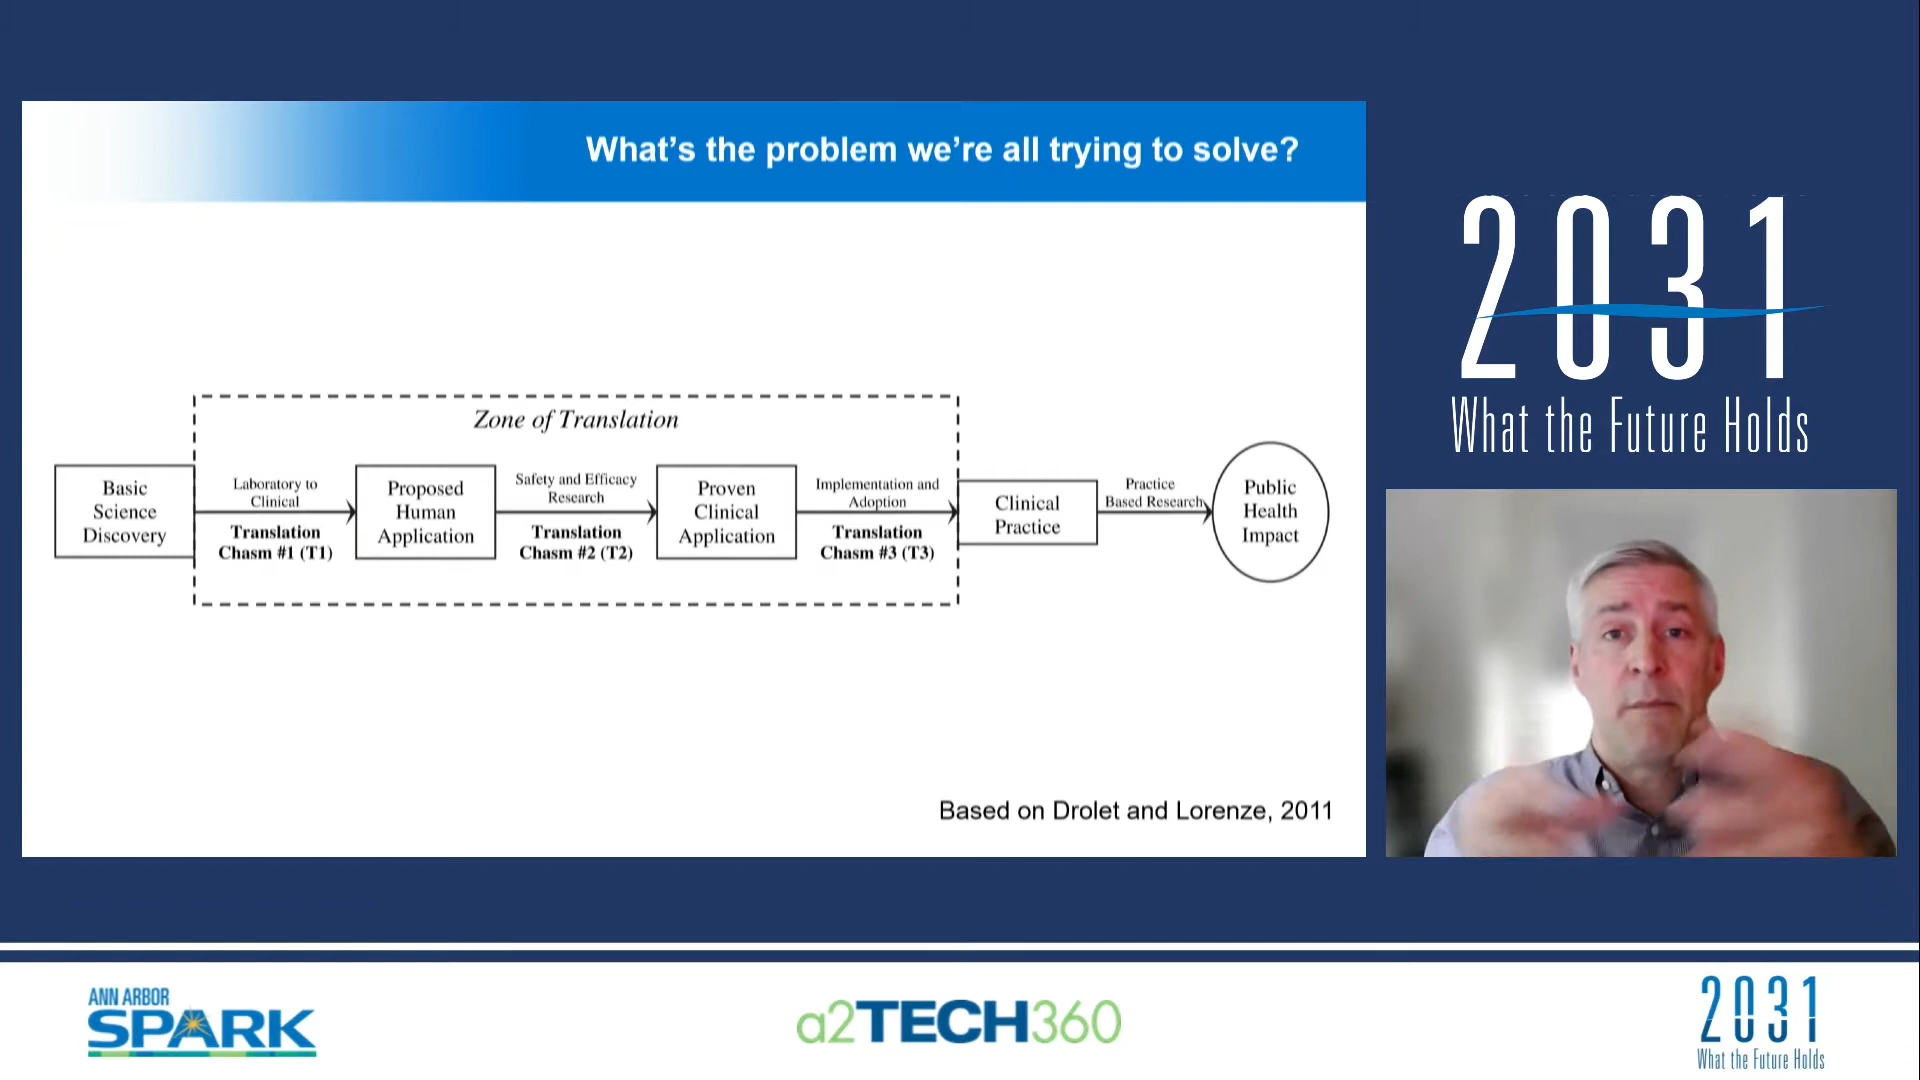 What's the problem we're all trying to solve?
Zone of Translation
Basic
Science
Discovery
Laboratory to
Clinical
Translation
Chasm #1 (T1)
Proposed
Human
Application
Safety and Efficacy
Research
Translation
Chasm #2 (T2)
Proven
Clinical
Application
Implementation and
Adoption
Translation
Chasm #3 (T3)
Clinical
Practice
Practice
Based Research
Public
Health
Impact
Based on Drolet and Lorenze, 2011
2031
What the Future Holds
ANN ARBOR
SPARK
a2TECH360
2031
What the Future Holds